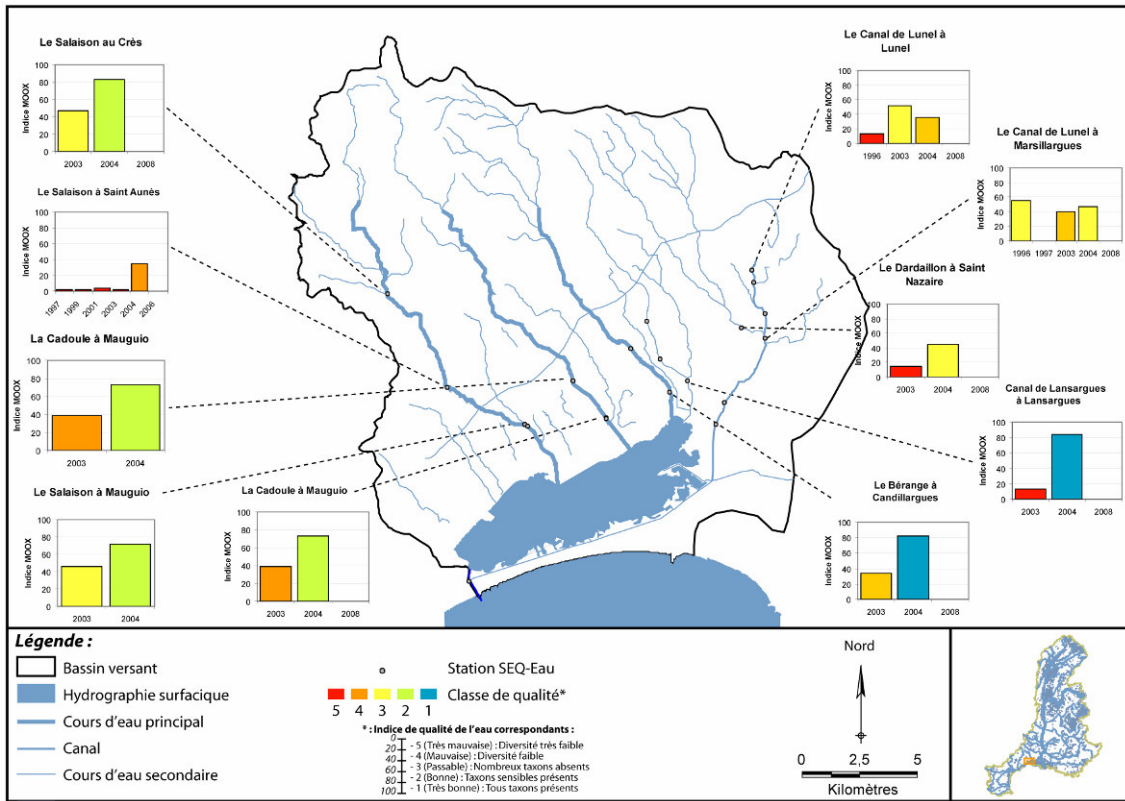 Le Salaison au Crès
Indice MOOX
100
80
60
40
20
0
2003 2004 2008
Le Salaison à Saint Aunès
Indice MOOX
100
80
60
40
20
0
1997 1999 2001 2003 2004 2006
La Cadoule à Mauguio
Indice MOOX
100
80
60
40
20
0
2003 2004
Le Salaison à Mauguio
Indice MOOX
100
80
60
40
20
0
2003 2004
La Cadoule à Mauguio
Indice MOOX
100
80
60
40
20
0
2003 2004 2008
Le Canal de Lunel à
Lunel
Indice MOOX
100
80
60
40
20
0
1996 2003 2004 2008
Le Canal de Lunel à
Marsillargues
Indice MOOX
100
80
60
40
20
0
1996 1997 2003 2004 2008
Le Dardaillon à Saint
Nazaire
Indice MOOX
100
80
60
40
20
0
2003 2004 2008
Canal de Lansargues
à Lansargues
Indice MOOX
100
80
60
40
20
0
2003 2004 2008
Le Bérange à
Candillargues
Indice MOOX
100
80
60
40
20
0
2003 2004 2008
Légende :
Bassin versant
Hydrographie surfacique
Cours d'eau principal
Canal
Cours d'eau secondaire
Station SEQ-Eau
Classe de qualité*
5 4 3 2 1
* : Indice de qualité de l'eau correspondants :
0
20
40
60
80
100
- 5 (Très mauvaise) : Diversité très faible
- 4 (Mauvaise) : Diversité faible
- 3 (Passable) : Nombreux taxons absents
- 2 (Bonne) : Taxons sensibles présents
- 1 (Très bonne) : Tous taxons présents
Nord
0 2,5 5
Kilomètres